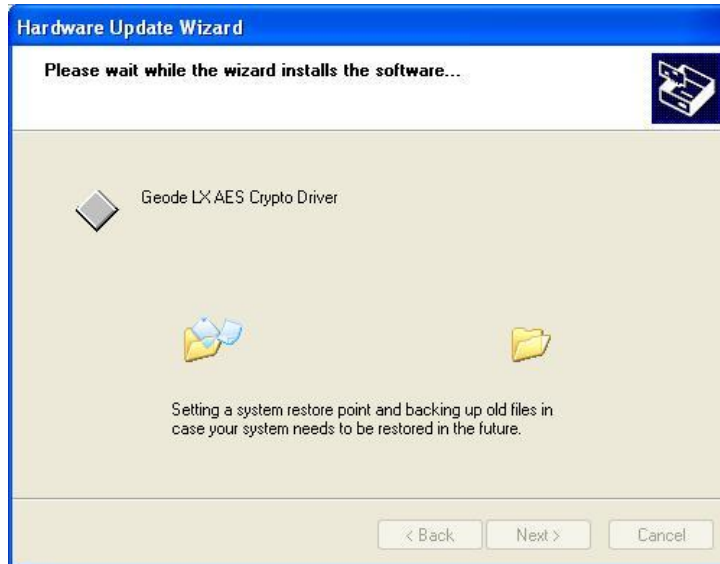 Hardware Update Wizard
Please wait while the wizard installs the software...
Geode LX AES Crypto Driver
Setting a system restore point and backing up old files in
case your system needs to be restored in the future.
< Back Next > Cancel